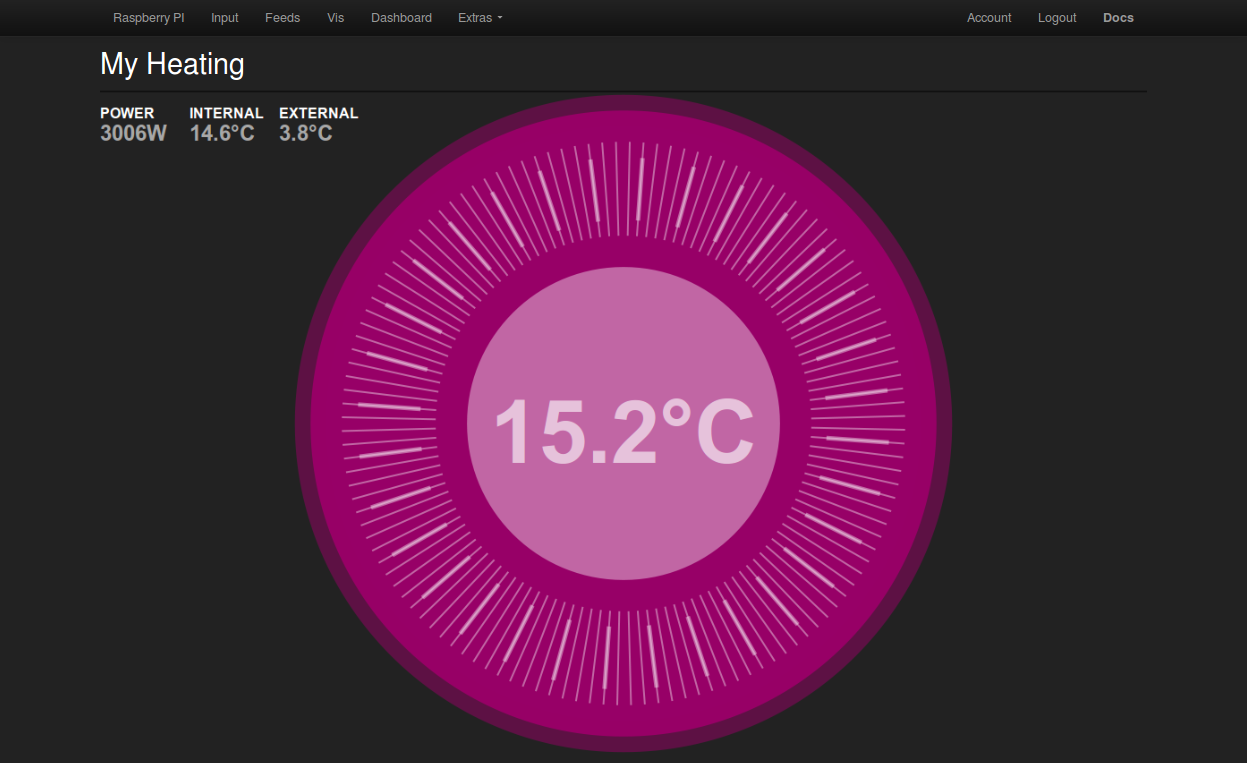 Raspberry PI Input Feeds Vis Dashboard Extras Account Logout Docs
My Heating
POWER INTERNAL EXTERNAL
3006W 14.6°C 3.8°C
15.2°C